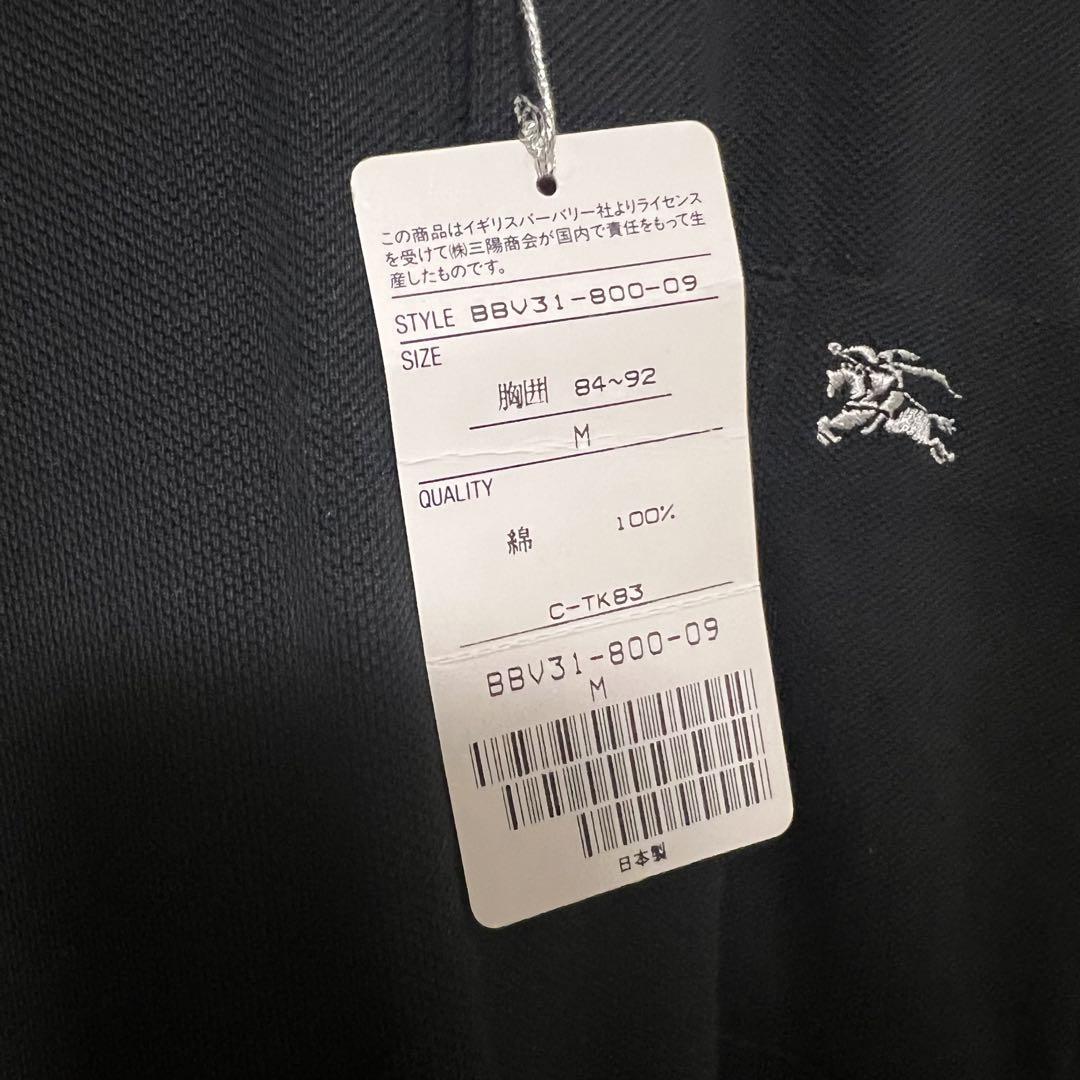 この商品はイギリスバーバリー社よりライセンス
を受けて㈱三陽商会が国内で責任をもって生
産したものです。
STYLE BBV31-800-09
SIZE
胸囲 84~92
M
QUALITY
綿 100%
C-TK83
BBV31-800-09
M
日本製